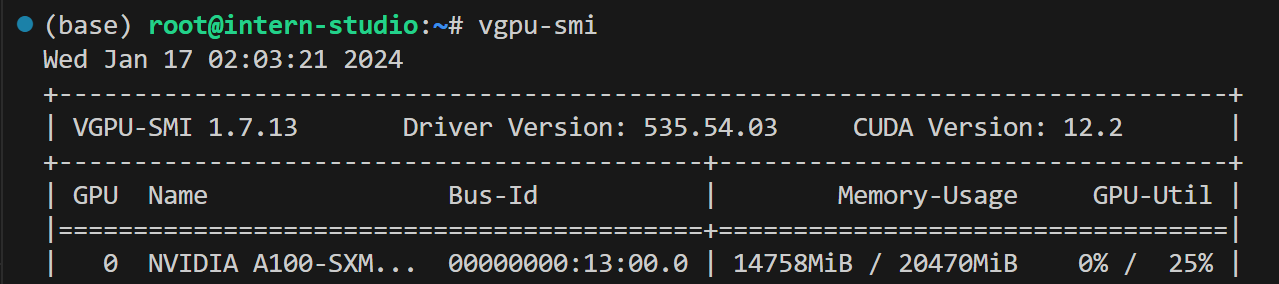 (base) root@intern-studio:~# vgpu-smi
Wed Jan 17 02:03:21 2024
+------------------------------------------------------------------------------+
| VGPU-SMI 1.7.13       Driver Version: 535.54.03     CUDA Version: 12.2       |
+-------------------------------------------+----------------------------------+
| GPU  Name                Bus-Id           |        Memory-Usage     GPU-Util |
|===========================================+==================================|
|   0  NVIDIA A100-SXM...  00000000:13:00.0 | 14758MiB / 20470MiB    0% /  25% |